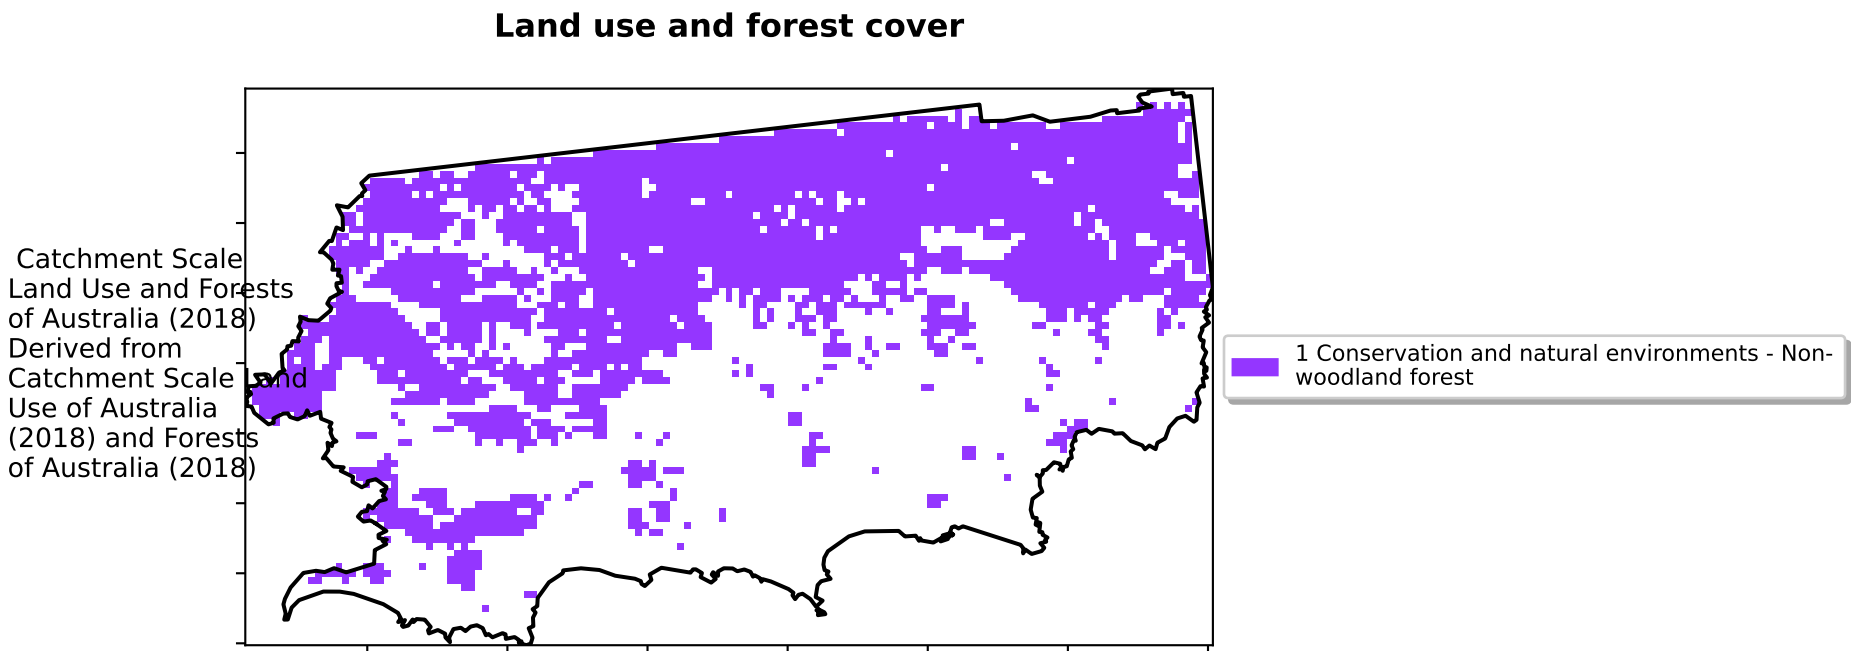 Land use and forest cover
Catchment Scale
Land Use and Forests
of Australia (2018)
Derived from
Catchment Scale Land
Use of Australia
(2018) and Forests
of Australia (2018)
1 Conservation and natural environments - Non-
woodland forest